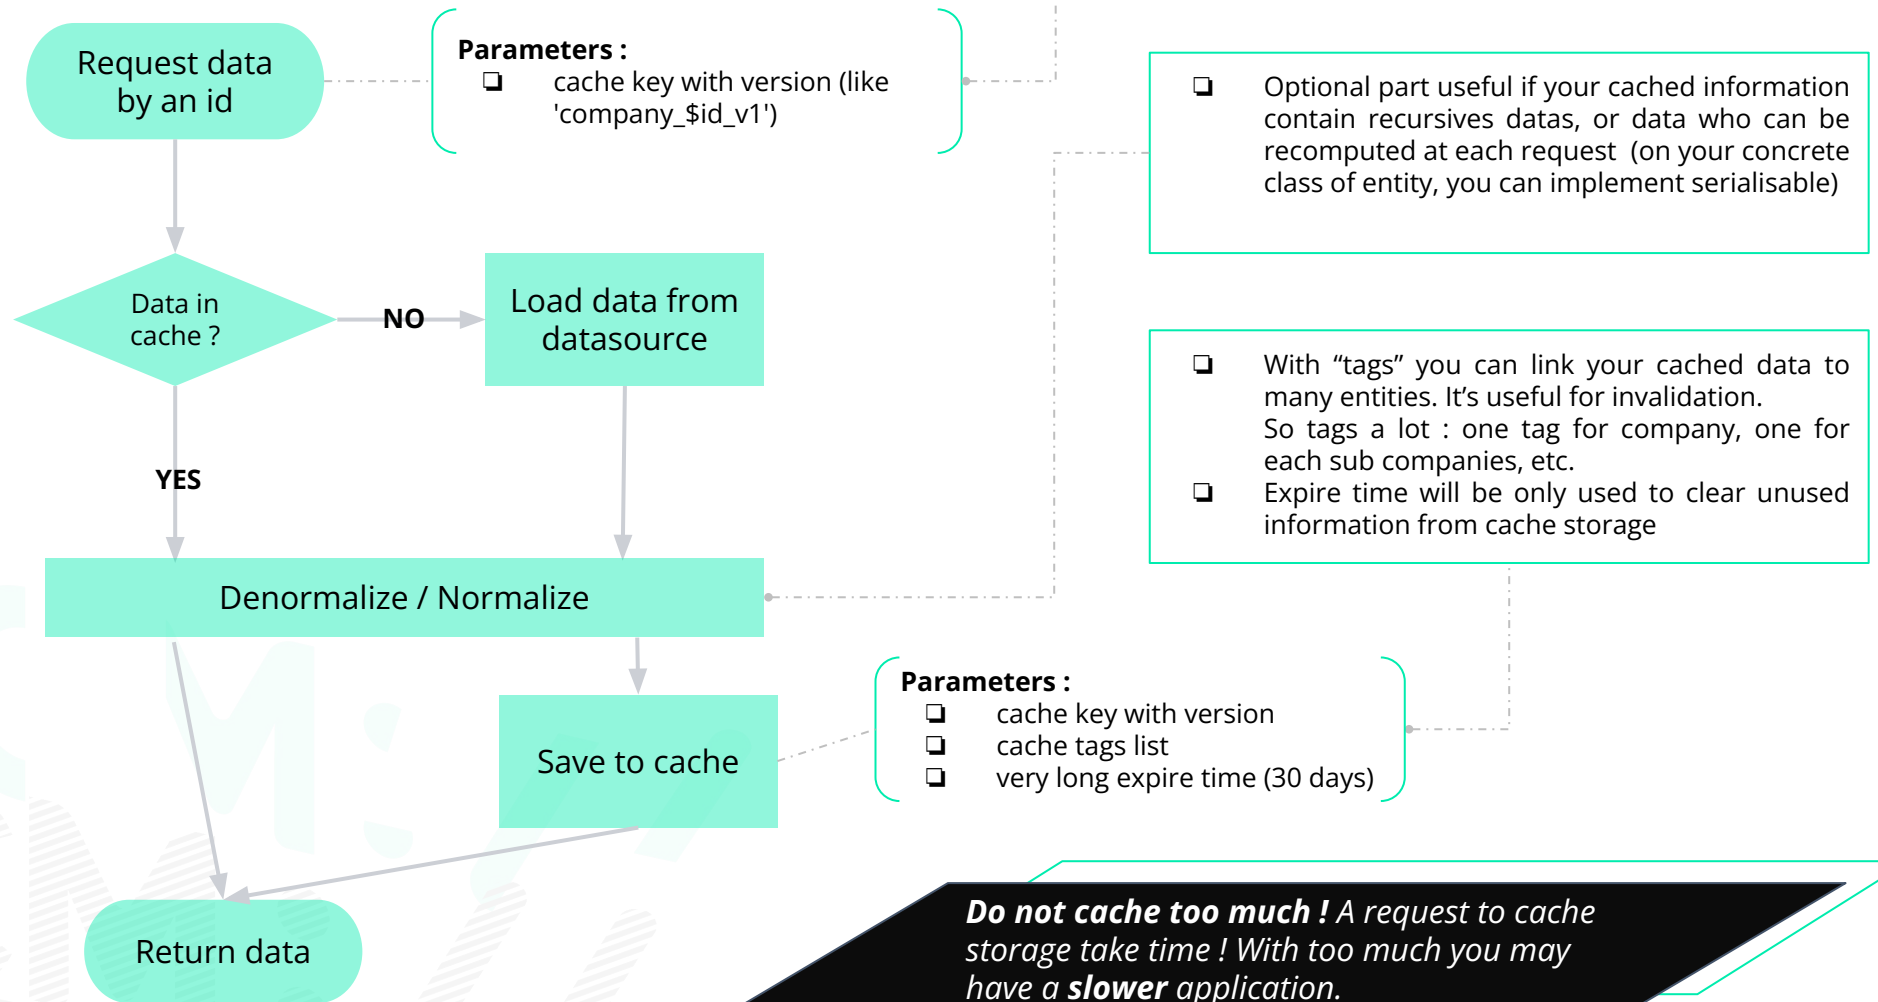 Request data
by an id
Parameters :
❏ cache key with version (like
'company_$id_v1')
❏ Optional part useful if your cached information
contain recursives datas, or data who can be
recomputed at each request (on your concrete
class of entity, you can implement serialisable)
Data in
cache ?
NO
Load data from
datasource
❏ With “tags” you can link your cached data to
many entities. It’s useful for invalidation.
So tags a lot : one tag for company, one for
each sub companies, etc.
❏ Expire time will be only used to clear unused
information from cache storage
YES
Denormalize / Normalize
Save to cache
Parameters :
❏ cache key with version
❏ cache tags list
❏ very long expire time (30 days)
Return data
Do not cache too much ! A request to cache
storage take time ! With too much you may
have a slower application.